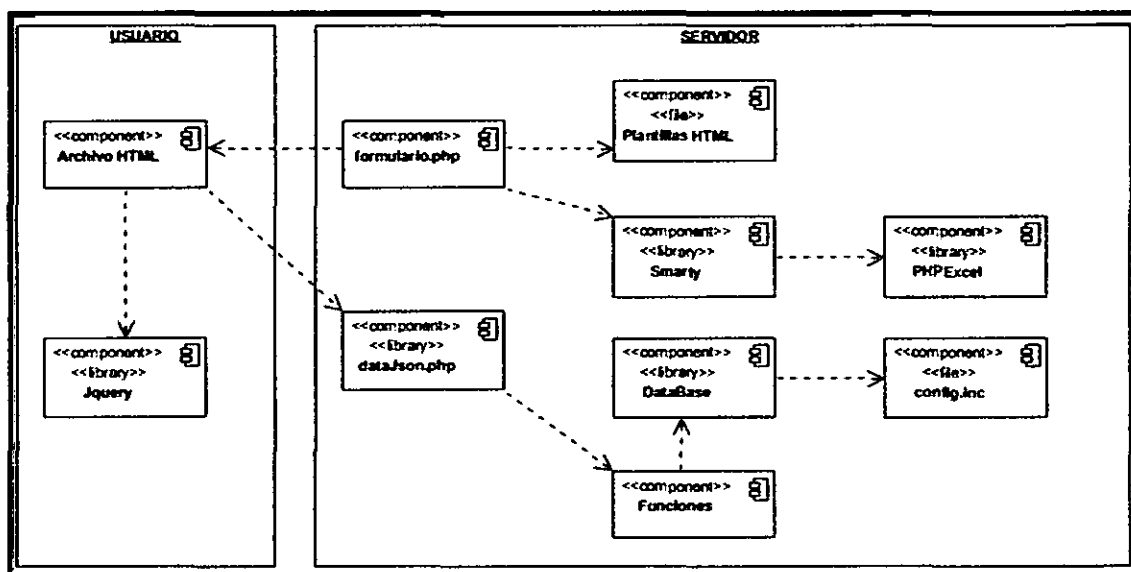 USUARIO
SERVIDOR
<<component>>
Archivo HTML
<<component>>
<<library>>
Jquery
<<component>>
formulario.php
<<component>>
<<file>>
Plantillas HTML
<<component>>
<<library>>
Smarty
<<component>>
<<library>>
PHPExcel
<<component>>
<<library>>
dataJson.php
<<component>>
<<library>>
DataBase
<<component>>
<<file>>
config.inc
<<component>>
Funciones